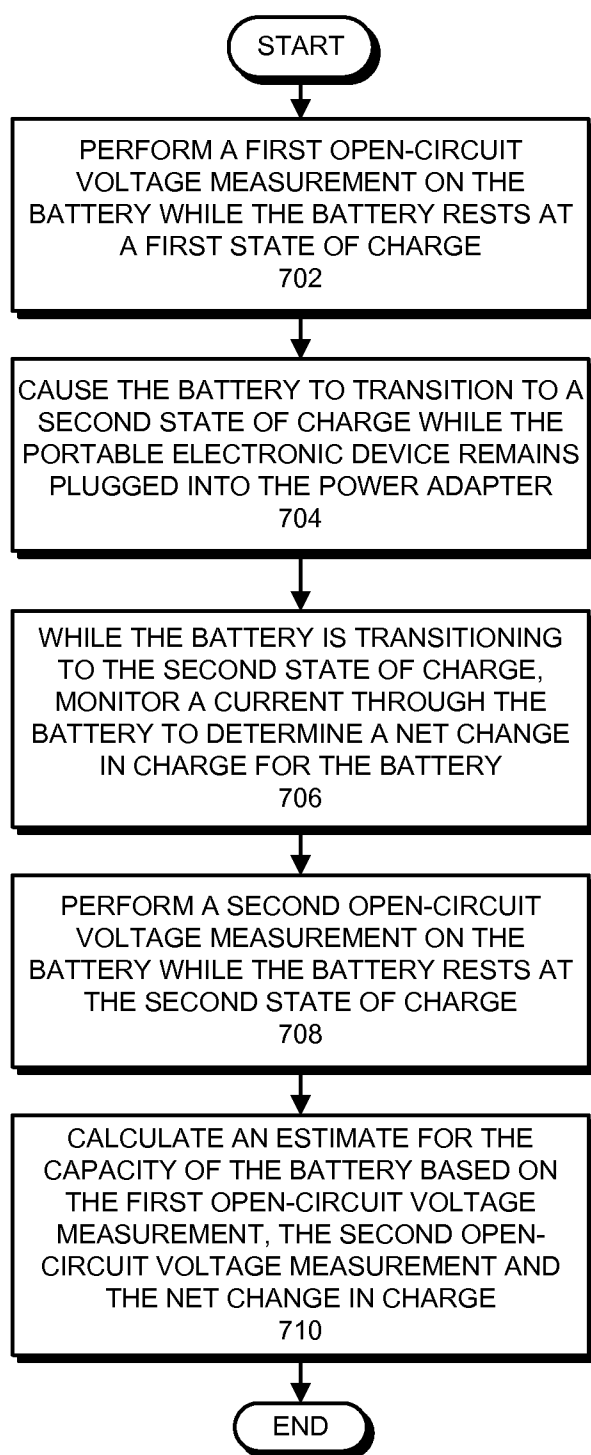 START
PERFORM A FIRST OPEN-CIRCUIT
VOLTAGE MEASUREMENT ON THE
BATTERY WHILE THE BATTERY RESTS AT
A FIRST STATE OF CHARGE
702
CAUSE THE BATTERY TO TRANSITION TO A
SECOND STATE OF CHARGE WHILE THE
PORTABLE ELECTRONIC DEVICE REMAINS
PLUGGED INTO THE POWER ADAPTER
704
WHILE THE BATTERY IS TRANSITIONING
TO THE SECOND STATE OF CHARGE,
MONITOR A CURRENT THROUGH THE
BATTERY TO DETERMINE A NET CHANGE
IN CHARGE FOR THE BATTERY
706
PERFORM A SECOND OPEN-CIRCUIT
VOLTAGE MEASUREMENT ON THE
BATTERY WHILE THE BATTERY RESTS AT
THE SECOND STATE OF CHARGE
708
CALCULATE AN ESTIMATE FOR THE
CAPACITY OF THE BATTERY BASED ON
THE FIRST OPEN-CIRCUIT VOLTAGE
MEASUREMENT, THE SECOND OPEN-
CIRCUIT VOLTAGE MEASUREMENT AND
THE NET CHANGE IN CHARGE
710
END